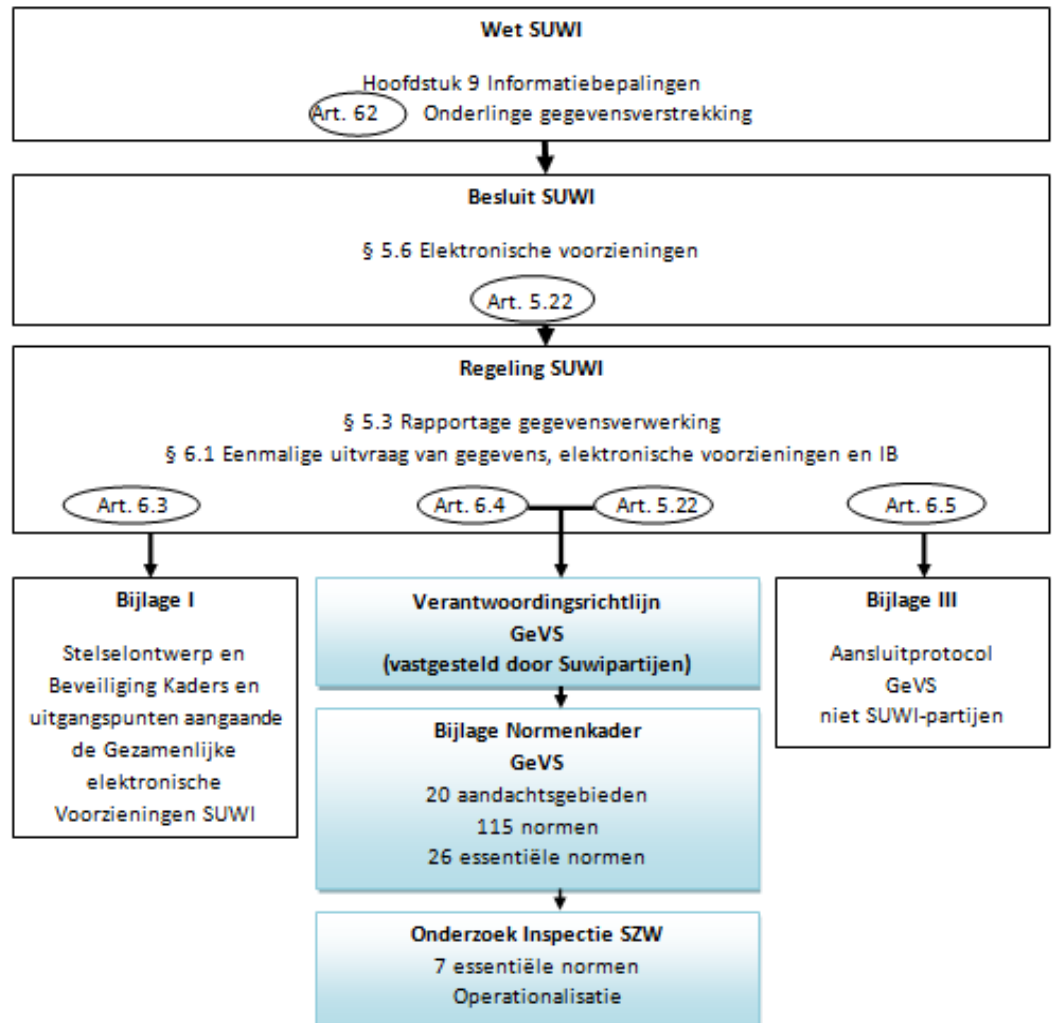 Wet SUWI
Hoofdstuk 9 Informatiebepalingen
Art. 62 Onderlinge gegevensverstrekking
Besluit SUWI
§ 5.6 Elektronische voorzieningen
Art. 5.22
Regeling SUWI
§ 5.3 Rapportage gegevensverwerking
§ 6.1 Eenmalige uitvraag van gegevens, elektronische voorzieningen en IB
Art. 6.3 Art. 6.4 Art. 5.22 Art. 6.5
Bijlage I
Stelselontwerp en
Beveiliging Kaders en
uitgangspunten aangaande
de Gezamenlijke
elektronische
Voorzieningen SUWI
Verantwoordingsrichtlijn
GeVS
(vastgesteld door Suwipartijen)
Bijlage Normenkader
GeVS
20 aandachtsgebieden
115 normen
26 essentiële normen
Onderzoek Inspectie SZW
7 essentiële normen
Operationalisatie
Bijlage III
Aansluitprotocol
GeVS
niet SUWI-partijen